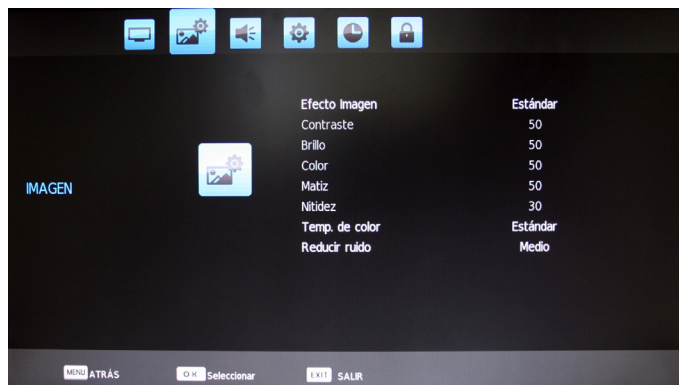 Efecto Imagen Estándar
Contraste 50
Brillo 50
Color 50
IMAGEN
Matiz 50
Nitidez 30
Temp. de color Estándar
Reducir ruido Medio
MENU ATRÁS OK Seleccionar EXIT SALIR